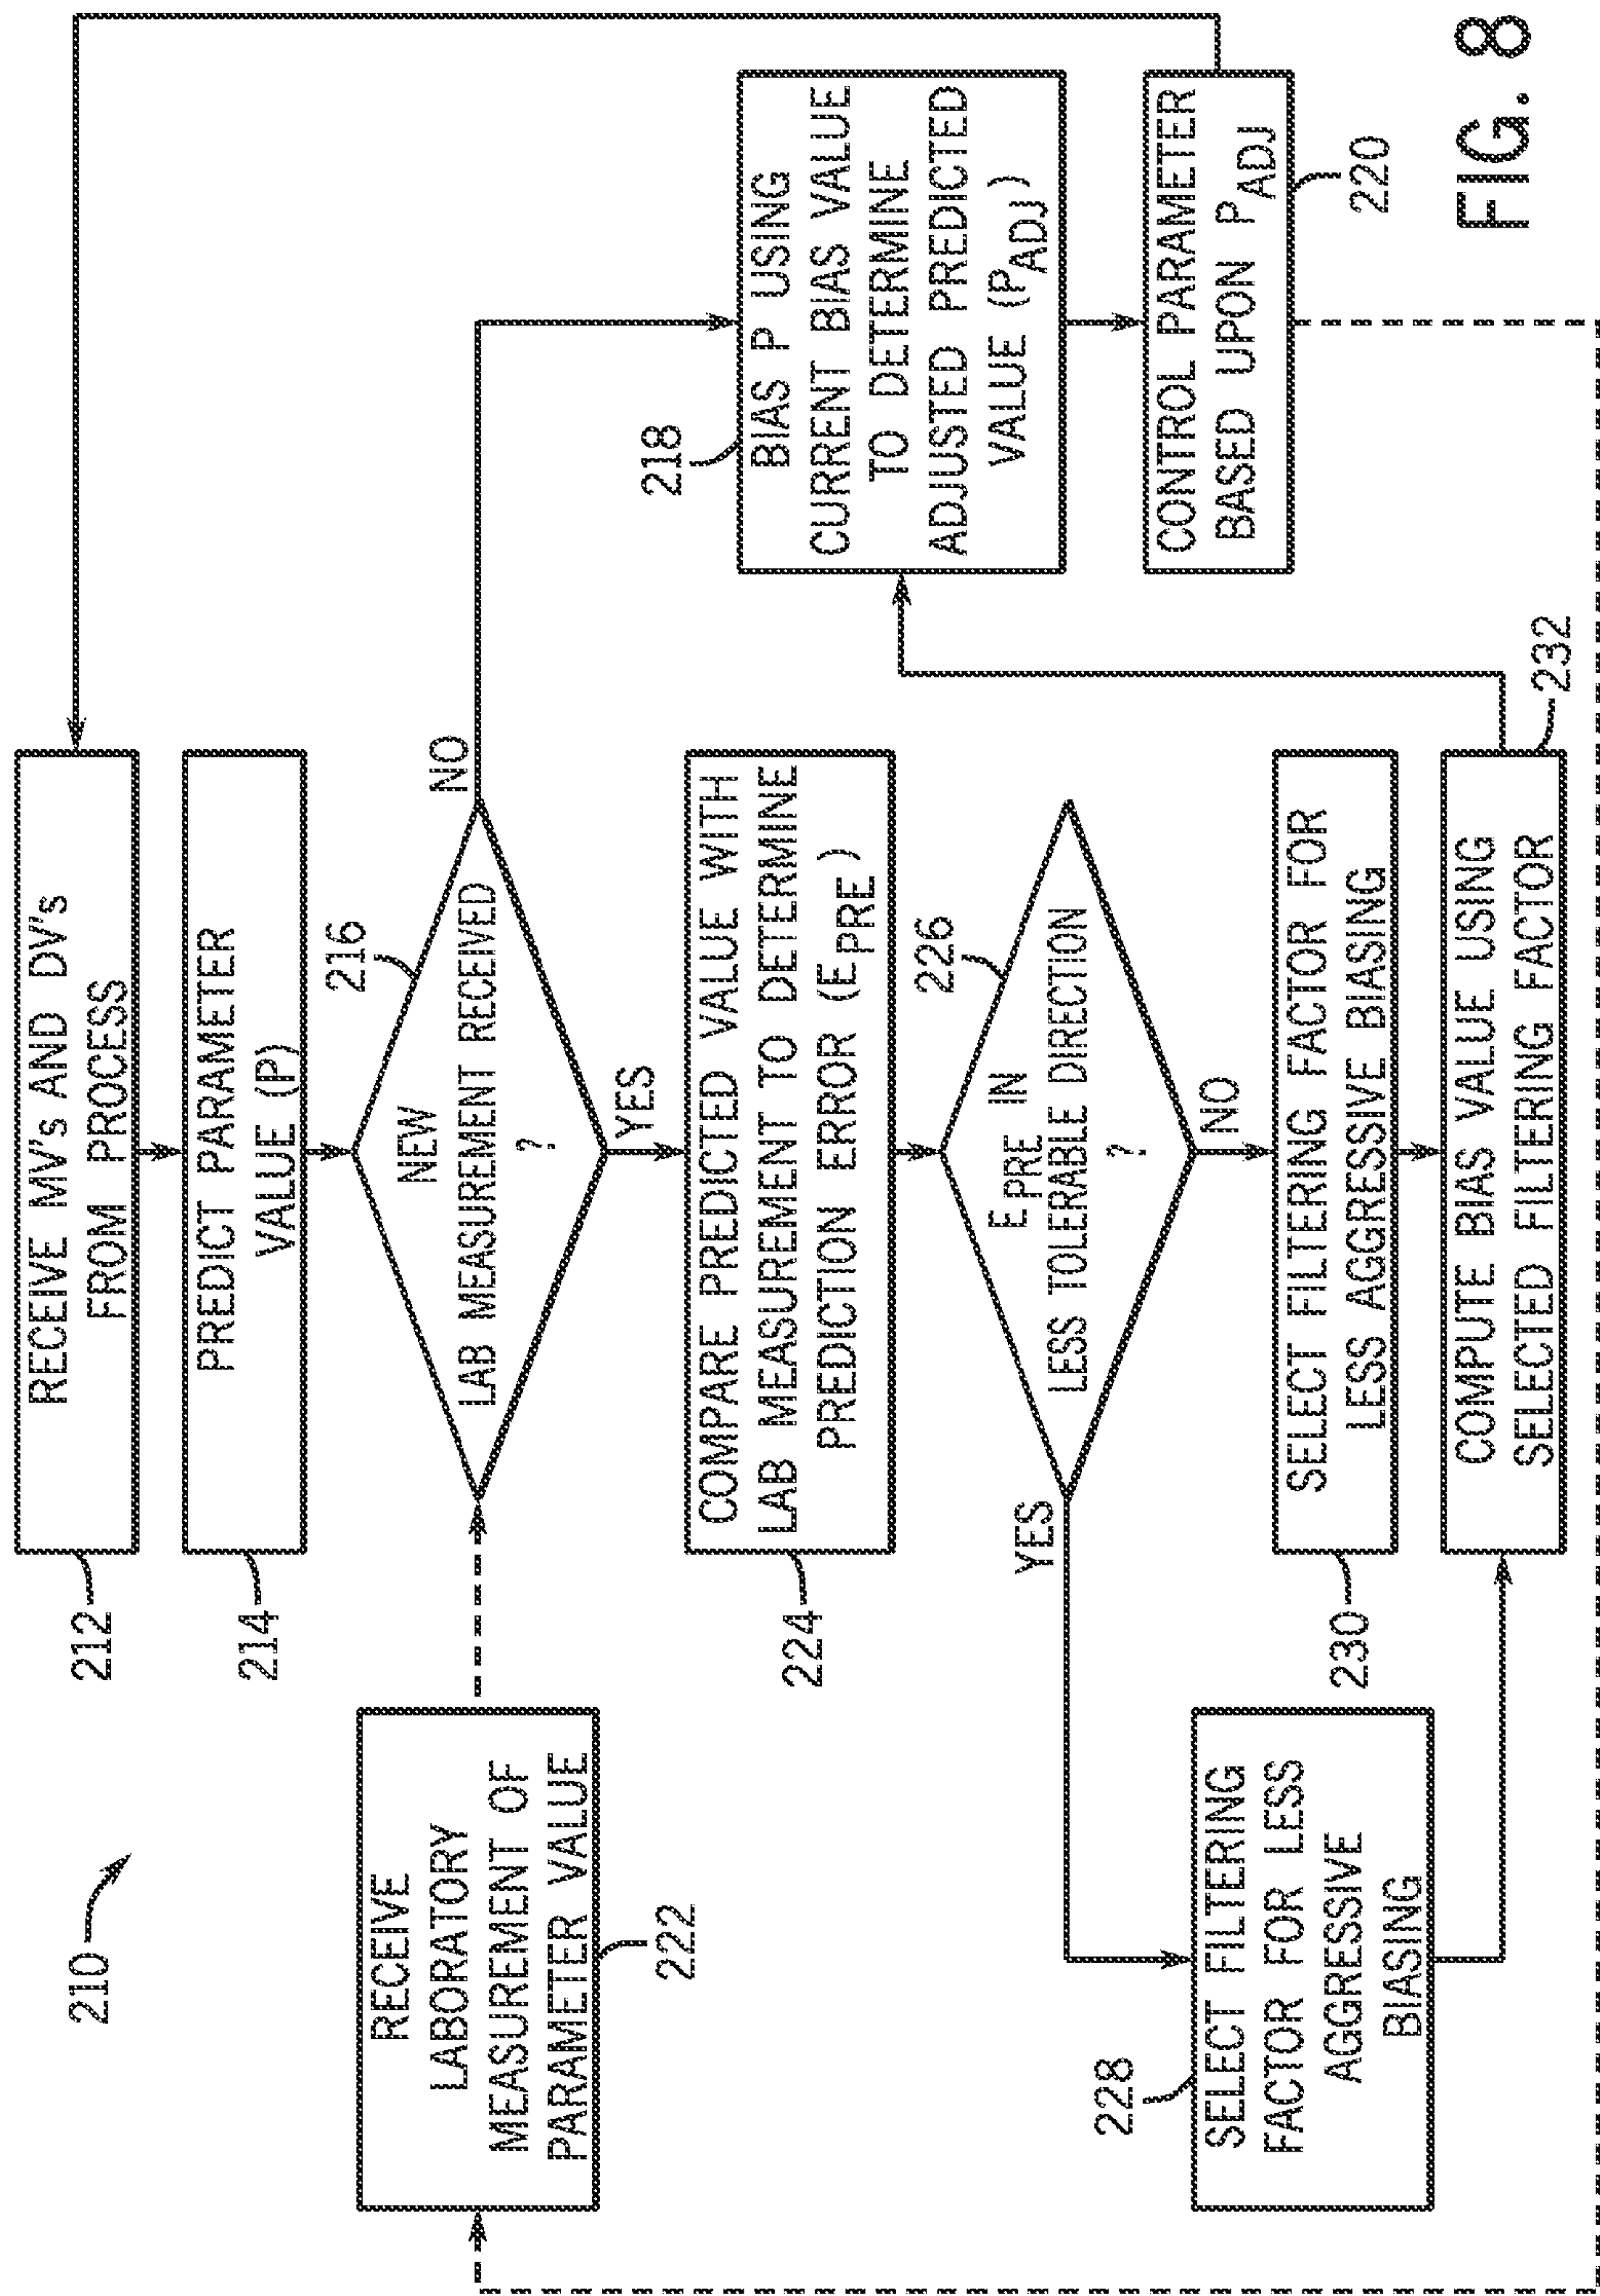 210
RECEIVE MV's AND DV's
FROM PROCESS
212
PREDICT PARAMETER
VALUE (P)
214
216
NEW
LAB MEASUREMENT RECEIVED
?
NO
YES
RECEIVE
LABORATORY
MEASUREMENT OF
PARAMETER VALUE
222
218
BIAS P USING
CURRENT BIAS VALUE
TO DETERMINE
ADJUSTED PREDICTED
VALUE (PADJ)
COMPARE PREDICTED VALUE WITH
LAB MEASUREMENT TO DETERMINE
PREDICTION ERROR (EPRE)
224
226
EPRE IN
LESS TOLERABLE DIRECTION
?
YES
NO
CONTROL PARAMETER
BASED UPON PADJ
220
228
SELECT FILTERING
FACTOR FOR LESS
AGGRESSIVE
BIASING
SELECT FILTERING FACTOR FOR
LESS AGGRESSIVE BIASING
230
COMPUTE BIAS VALUE USING
SELECTED FILTERING FACTOR
232
FIG. 8